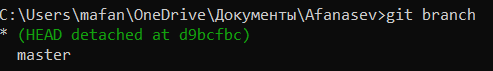 C:\Users\mafan\OneDrive\Документы\Afanasev>git branch
* (HEAD detached at d9bcfbc)
  master